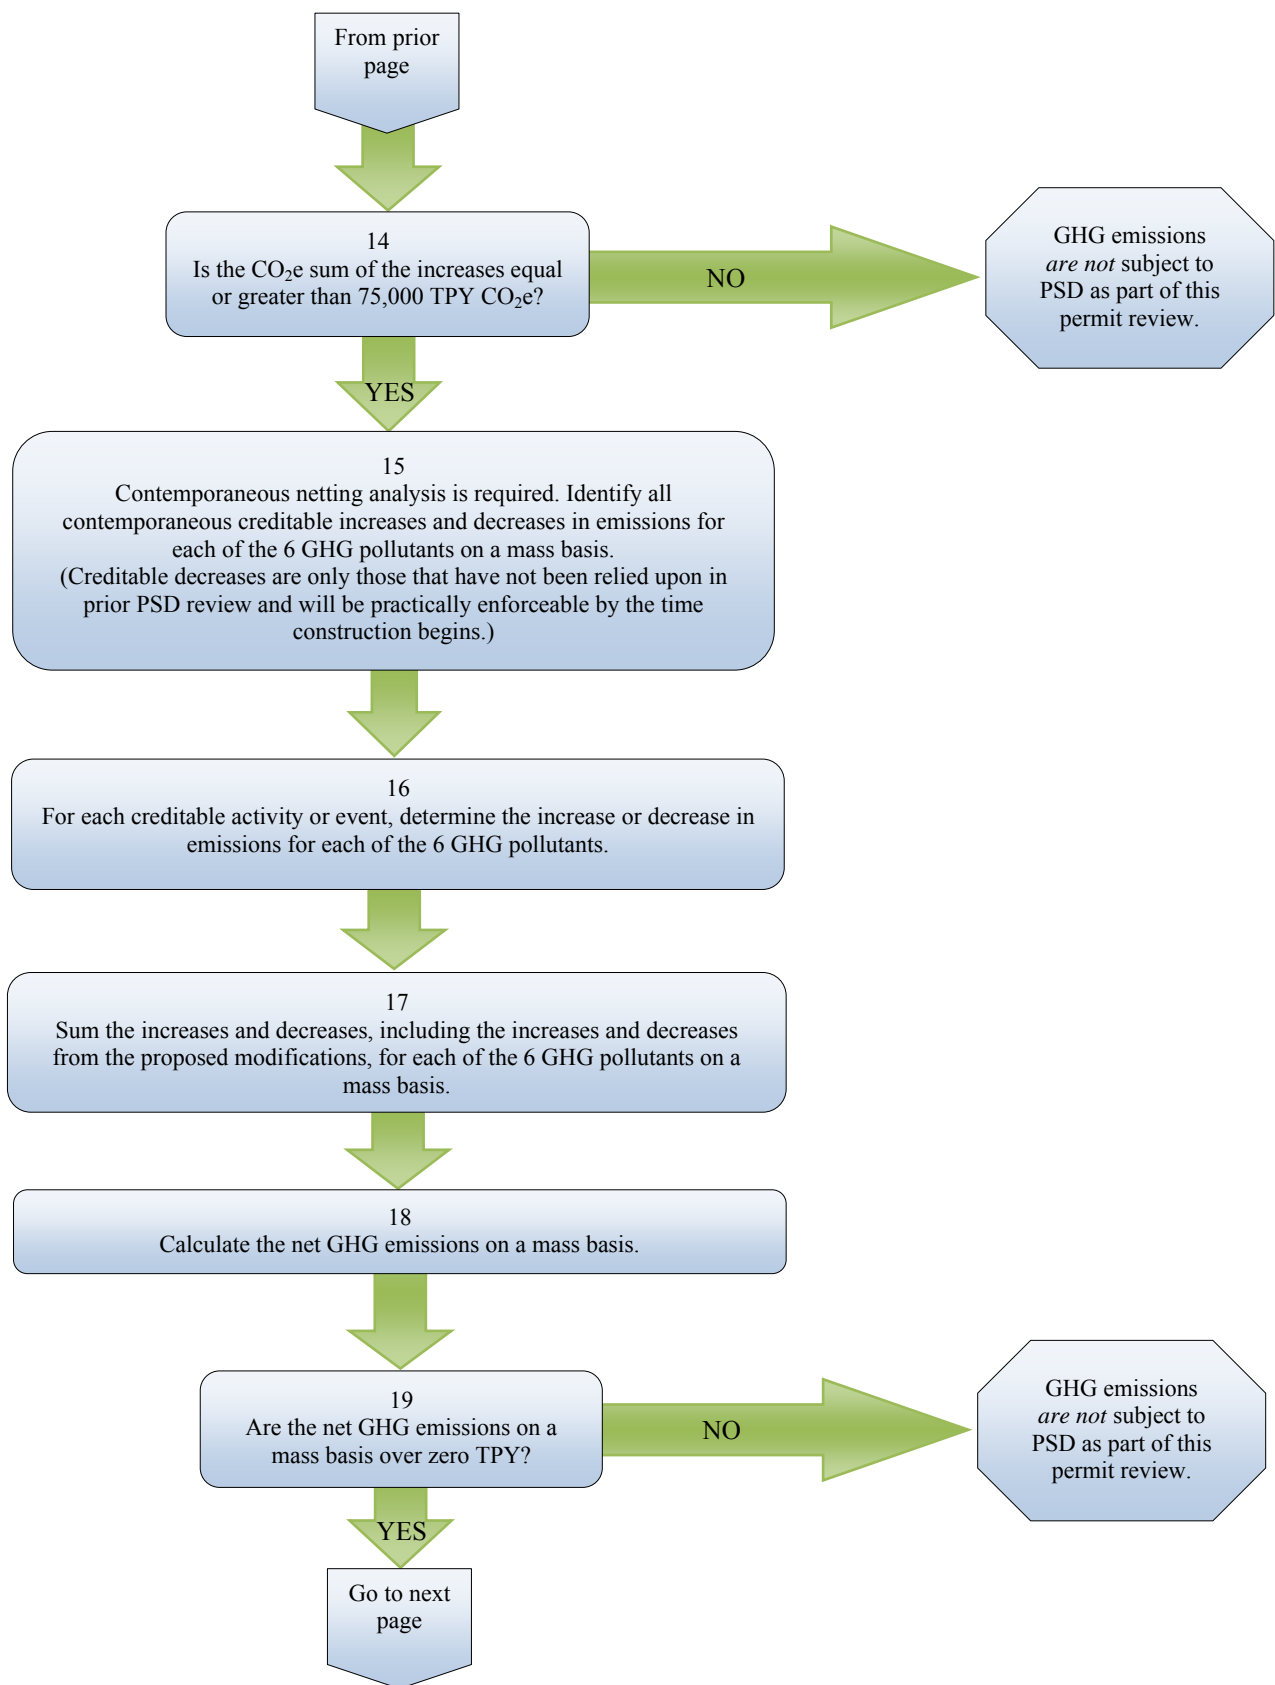 From prior
page
14
Is the CO₂e sum of the increases equal
or greater than 75,000 TPY CO₂e?
NO
GHG emissions
are not subject to
PSD as part of this
permit review.
YES
15
Contemporaneous netting analysis is required. Identify all
contemporaneous creditable increases and decreases in emissions for
each of the 6 GHG pollutants on a mass basis.
(Creditable decreases are only those that have not been relied upon in
prior PSD review and will be practically enforceable by the time
construction begins.)
16
For each creditable activity or event, determine the increase or decrease in
emissions for each of the 6 GHG pollutants.
17
Sum the increases and decreases, including the increases and decreases
from the proposed modifications, for each of the 6 GHG pollutants on a
mass basis.
18
Calculate the net GHG emissions on a mass basis.
19
Are the net GHG emissions on a
mass basis over zero TPY?
NO
GHG emissions
are not subject to
PSD as part of this
permit review.
YES
Go to next
page